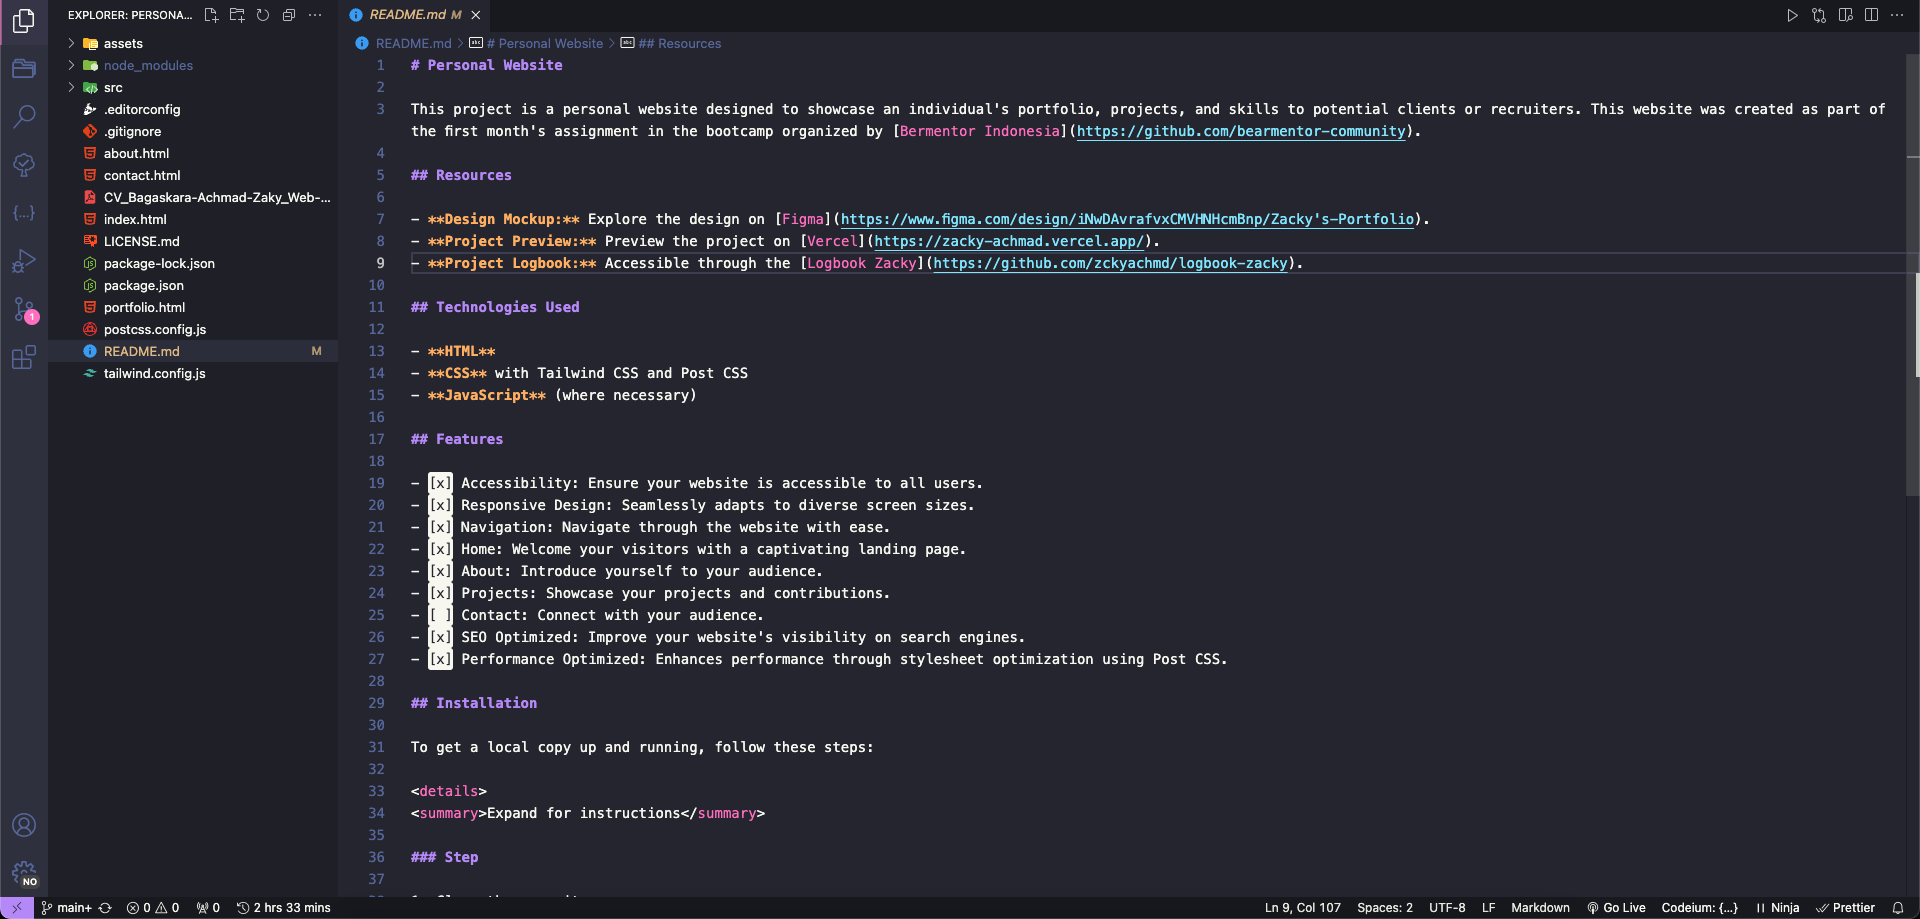 EXPLORER: PERSONA...
assets
node_modules
src
.editorconfig
.gitignore
about.html
contact.html
CV_Bagaskara-Achmad-Zaky_Web-...
index.html
LICENSE.md
package-lock.json
package.json
portfolio.html
postcss.config.js
README.md M
tailwind.config.js
1
NO
README.md M
README.md > # Personal Website > ## Resources
1 # Personal Website
2
3 This project is a personal website designed to showcase an individual's portfolio, projects, and skills to potential clients or recruiters. This website was created as part of
the first month's assignment in the bootcamp organized by [Bermentor Indonesia](https://github.com/bearmentor-community).
4
5 ## Resources
6
7 - **Design Mockup:** Explore the design on [Figma](https://www.figma.com/design/iNwDAvrafvxCMVHNHcmBnp/Zacky's-Portfolio).
8 - **Project Preview:** Preview the project on [Vercel](https://zacky-achmad.vercel.app/).
9 - **Project Logbook:** Accessible through the [Logbook Zacky](https://github.com/zckyachmd/logbook-zacky).
10
11 ## Technologies Used
12
13 - **HTML**
14 - **CSS** with Tailwind CSS and Post CSS
15 - **JavaScript** (where necessary)
16
17 ## Features
18
19 - [x] Accessibility: Ensure your website is accessible to all users.
20 - [x] Responsive Design: Seamlessly adapts to diverse screen sizes.
21 - [x] Navigation: Navigate through the website with ease.
22 - [x] Home: Welcome your visitors with a captivating landing page.
23 - [x] About: Introduce yourself to your audience.
24 - [x] Projects: Showcase your projects and contributions.
25 - [ ] Contact: Connect with your audience.
26 - [x] SEO Optimized: Improve your website's visibility on search engines.
27 - [x] Performance Optimized: Enhances performance through stylesheet optimization using Post CSS.
28
29 ## Installation
30
31 To get a local copy up and running, follow these steps:
32
33 <details>
34 <summary>Expand for instructions</summary>
35
36 ### Step
37
main+ 0 0 0 2 hrs 33 mins Ln 9, Col 107 Spaces: 2 UTF-8 LF Markdown Go Live Codeium: {...} Ninja Prettier